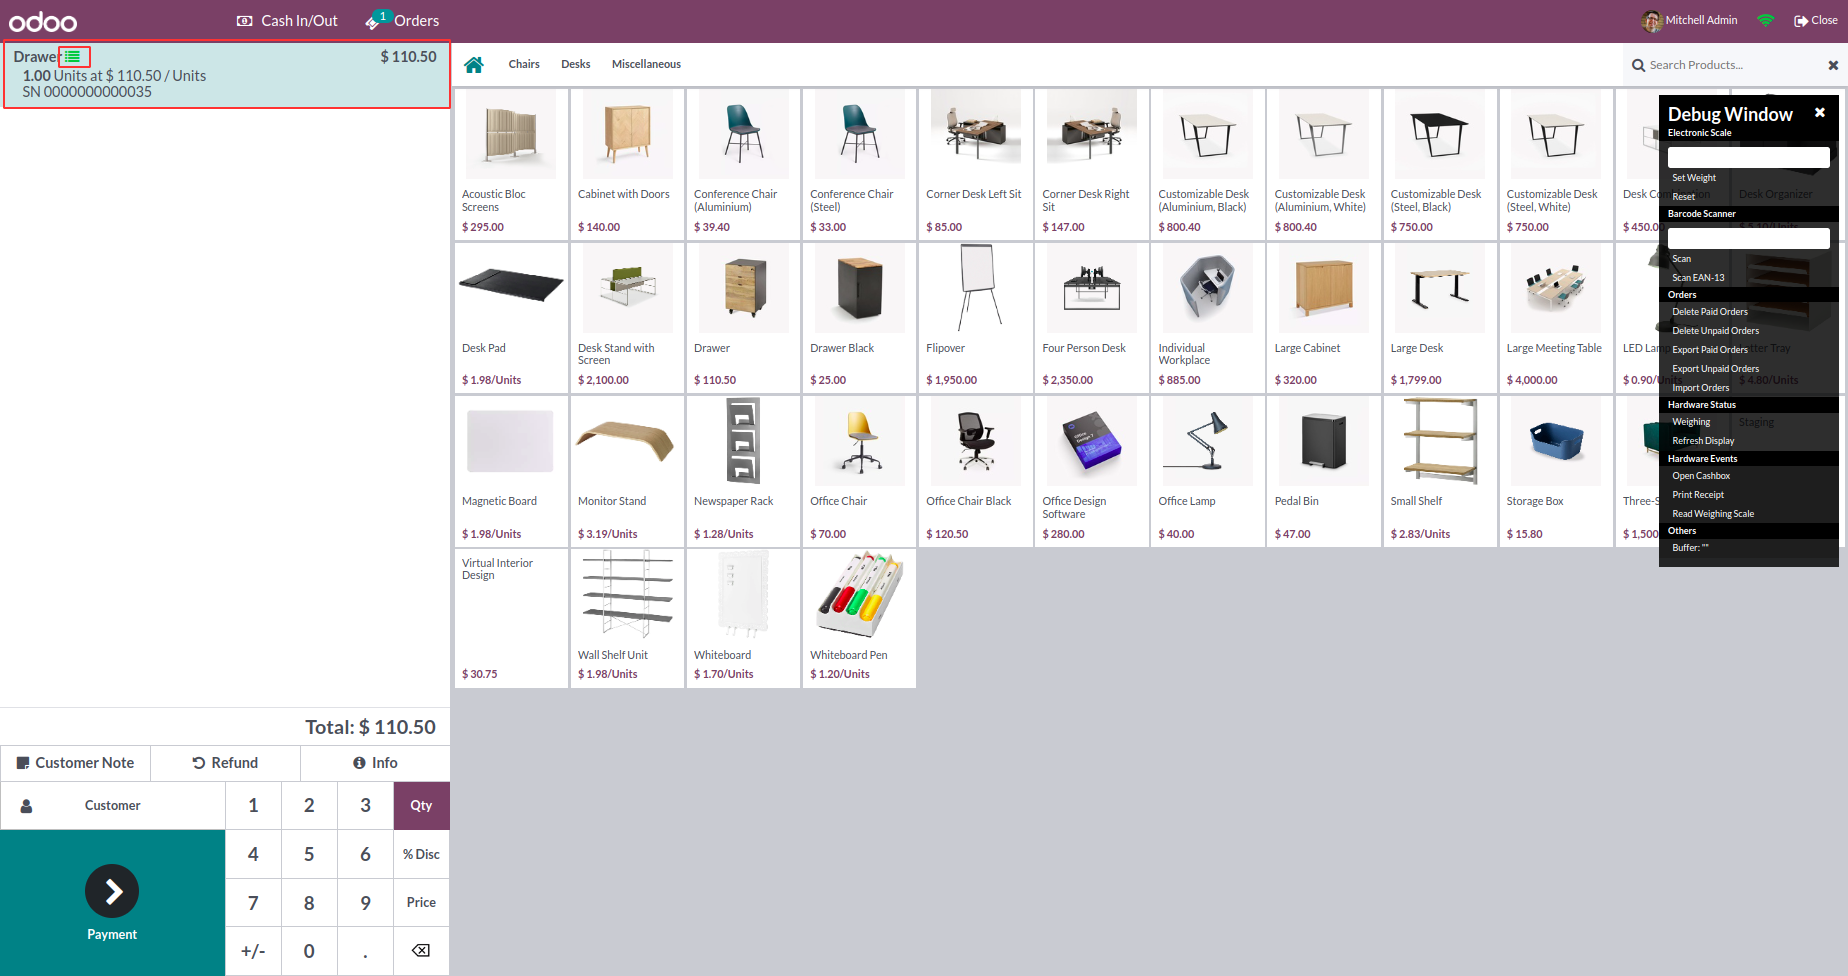 odoo
Cash In/Out
1
Orders
Mitchell Admin
Close
Drawer
$ 110.50
1.00 Units at $ 110.50 / Units
SN 0000000000035
Chairs
Desks
Miscellaneous
Search Products...
Acoustic Bloc
Screens
$ 295.00
Cabinet with Doors
$ 140.00
Conference Chair
(Aluminium)
$ 39.40
Conference Chair
(Steel)
$ 33.00
Corner Desk Left Sit
$ 85.00
Corner Desk Right
Sit
$ 147.00
Customizable Desk
(Aluminium, Black)
$ 800.40
Customizable Desk
(Aluminium, White)
$ 800.40
Customizable Desk
(Steel, Black)
$ 750.00
Customizable Desk
(Steel, White)
$ 750.00
Desk Combination
$ 450.00
Desk Organizer
Desk Pad
$ 1.98/Units
Desk Stand with
Screen
$ 2,100.00
Drawer
$ 110.50
Drawer Black
$ 25.00
Flipover
$ 1,950.00
Four Person Desk
$ 2,350.00
Individual
Workplace
$ 885.00
Large Cabinet
$ 320.00
Large Desk
$ 1,799.00
Large Meeting Table
$ 4,000.00
LED Lamp
$ 0.90/Units
Letter Tray
$ 4.80/Units
Magnetic Board
$ 1.98/Units
Monitor Stand
$ 3.19/Units
Newspaper Rack
$ 1.28/Units
Office Chair
$ 70.00
Office Chair Black
$ 120.50
Office Design
Software
$ 280.00
Office Lamp
$ 40.00
Pedal Bin
$ 47.00
Small Shelf
$ 2.83/Units
Storage Box
$ 15.80
Three-S
$ 1,500
Staging
Virtual Interior
Design
$ 30.75
Wall Shelf Unit
$ 1.98/Units
Whiteboard
$ 1.70/Units
Whiteboard Pen
$ 1.20/Units
Debug Window
Electronic Scale
Set Weight
Reset
Barcode Scanner
Scan
Scan EAN-13
Orders
Delete Paid Orders
Delete Unpaid Orders
Export Paid Orders
Export Unpaid Orders
Import Orders
Hardware Status
Weighing
Refresh Display
Hardware Events
Open Cashbox
Print Receipt
Read Weighing Scale
Others
Buffer: ""
Total: $ 110.50
Customer Note
Refund
Info
Customer
1
2
3
Qty
4
5
6
% Disc
7
8
9
Price
+/-
0
.
Payment